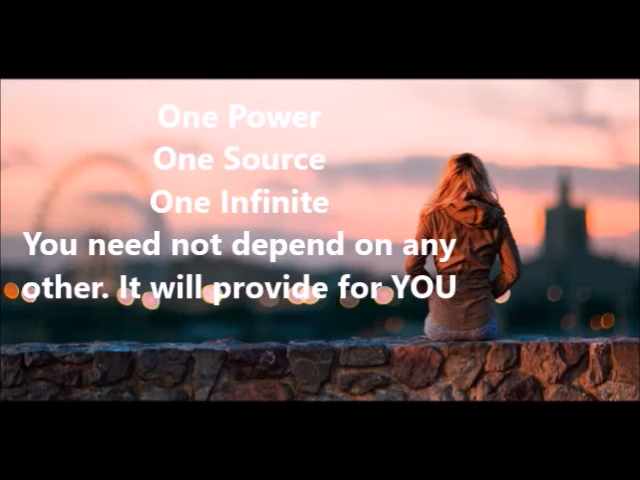 One Power
One Source
One Infinite
You need not depend on any
other. It will provide for YOU